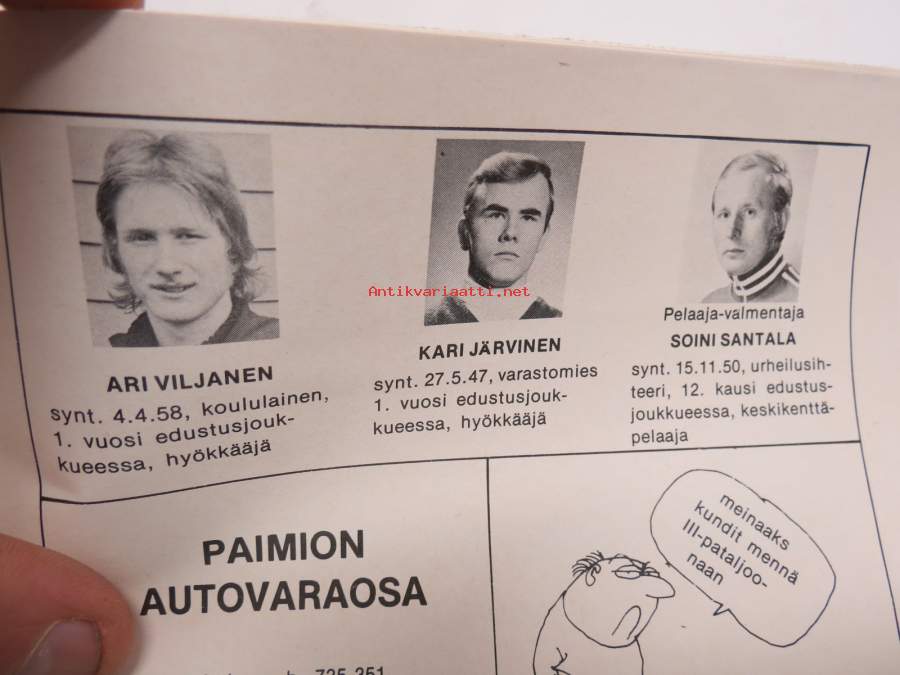 Antikvariaatti.net
ARI VILJANEN
synt. 4.4.58, koululainen,
1. vuosi edustusjouk-
kueessa, hyökkääjä
KARI JÄRVINEN
synt. 27.5.47, varastomies
1. vuosi edustusjouk-
kueessa, hyökkääjä
Pelaaja-valmentaja
SOINI SANTALA
synt. 15.11.50, urheilusih-
teeri, 12. kausi edustus-
joukkueessa, keskikenttä-
pelaaja
PAIMION
AUTOVARAOSA
725 351
meinaaks
kundit mennä
III-pataljoo-
naan